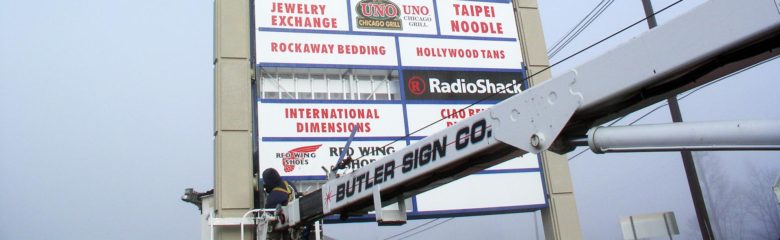 JEWELRY
EXCHANGE
UNO
CHICAGO GRILL
UNO
CHICAGO
GRILL
TAIPEI
NOODLE
ROCKAWAY BEDDING
HOLLYWOOD TANS
R RadioShack
INTERNATIONAL
DIMENSIONS
CIAO
RED WING
SHOES
RED WING
BUTLER SIGN CO.